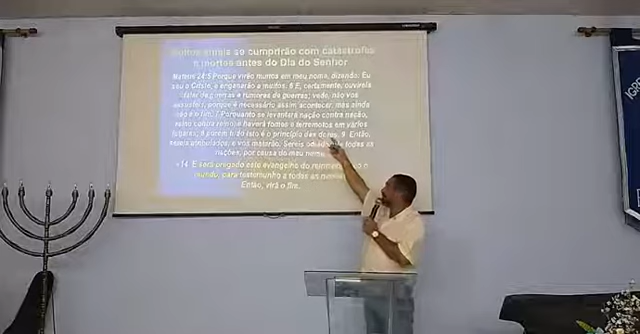 sinais se cumprirão com catástrofes
e mortes antes do Dia do Senhor
Mateus 24:5 Porque virão muitos em meu nome, dizendo: Eu
sou o Cristo, e enganarão a muitos. 6 E, certamente, ouvireis
falar de guerras e rumores de guerras; vede, não vos
assusteis, porque é necessário assim acontecer, mas ainda
não é o fim. 7 Porquanto se levantará nação contra nação,
reino contra reino, e haverá fomes e terremotos em vários
lugares; 8 porém tudo isto é o princípio das dores. 9 Então,
sereis atribulados, e vos matarão. Sereis odiados de todas as
nações, por causa do meu nome.
14 E será pregado este evangelho do reino o
mundo, para testemunho a todas as
Então, virá o fim.